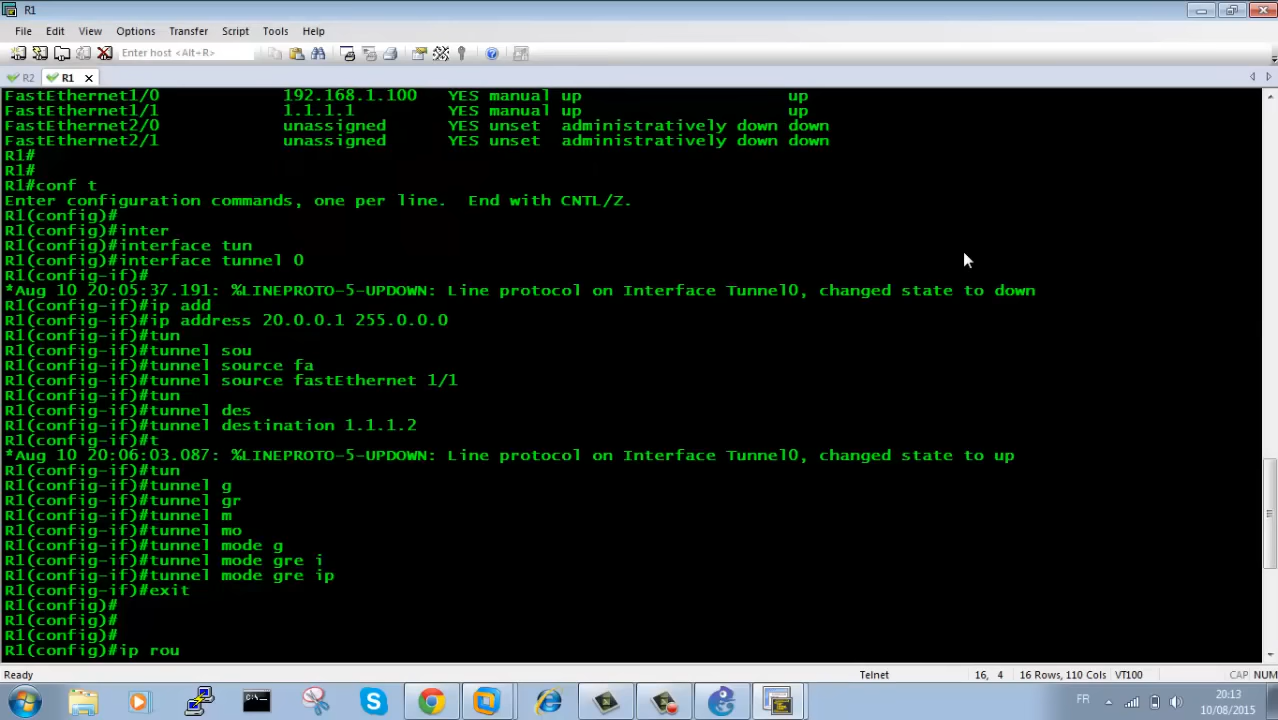 R1
File Edit View Options Transfer Script Tools Help
Enter host <Alt+R>
R2 R1
FastEthernet1/0 192.168.1.100 YES manual up up
FastEthernet1/1 1.1.1.1 YES manual up up
FastEthernet2/0 unassigned YES unset administratively down down
FastEthernet2/1 unassigned YES unset administratively down down
R1#
R1#
R1#conf t
Enter configuration commands, one per line. End with CNTL/Z.
R1(config)#
R1(config)#inter
R1(config)#interface tun
R1(config)#interface tunnel 0
R1(config-if)#
*Aug 10 20:05:37.191: %LINEPROTO-5-UPDOWN: Line protocol on Interface Tunnel0, changed state to down
R1(config-if)#ip add
R1(config-if)#ip address 20.0.0.1 255.0.0.0
R1(config-if)#tun
R1(config-if)#tunnel sou
R1(config-if)#tunnel source fa
R1(config-if)#tunnel source fastEthernet 1/1
R1(config-if)#tun
R1(config-if)#tunnel des
R1(config-if)#tunnel destination 1.1.1.2
R1(config-if)#t
*Aug 10 20:06:03.087: %LINEPROTO-5-UPDOWN: Line protocol on Interface Tunnel0, changed state to up
R1(config-if)#tun
R1(config-if)#tunnel g
R1(config-if)#tunnel gr
R1(config-if)#tunnel m
R1(config-if)#tunnel mo
R1(config-if)#tunnel mode g
R1(config-if)#tunnel mode gre i
R1(config-if)#tunnel mode gre ip
R1(config-if)#exit
R1(config)#
R1(config)#
R1(config)#
R1(config)#ip rou
Ready Telnet 16, 4 16 Rows, 110 Cols VT100 CAP NUM
FR 20:13
10/08/2015